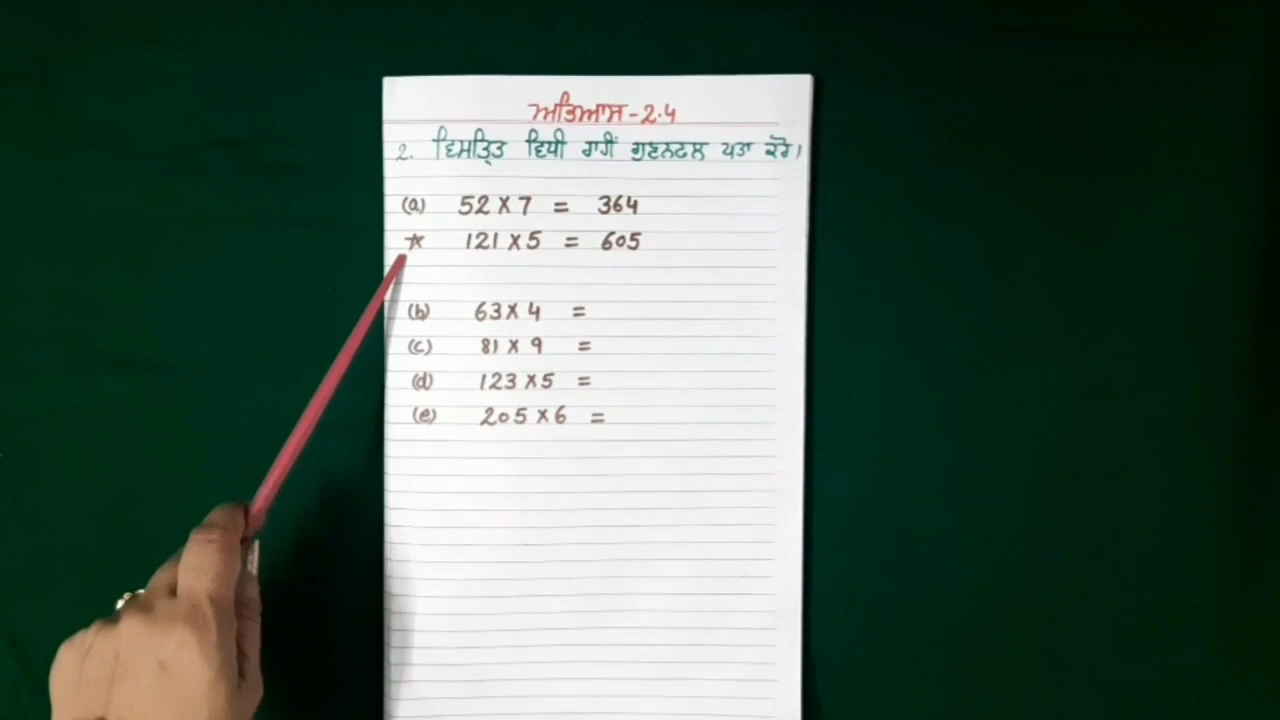 ਅਭਿਆਸ - 2.4
2. ਵਿਸਤ੍ਰਿਤ ਵਿਧੀ ਰਾਹੀਂ ਗੁਣਨਫਲ ਪਤਾ ਕਰੋ।
(a) 52 X 7 = 364
☆ 121 X 5 = 605
(b) 63 X 4 =
(c) 81 X 9 =
(d) 123 X 5 =
(e) 205 X 6 =